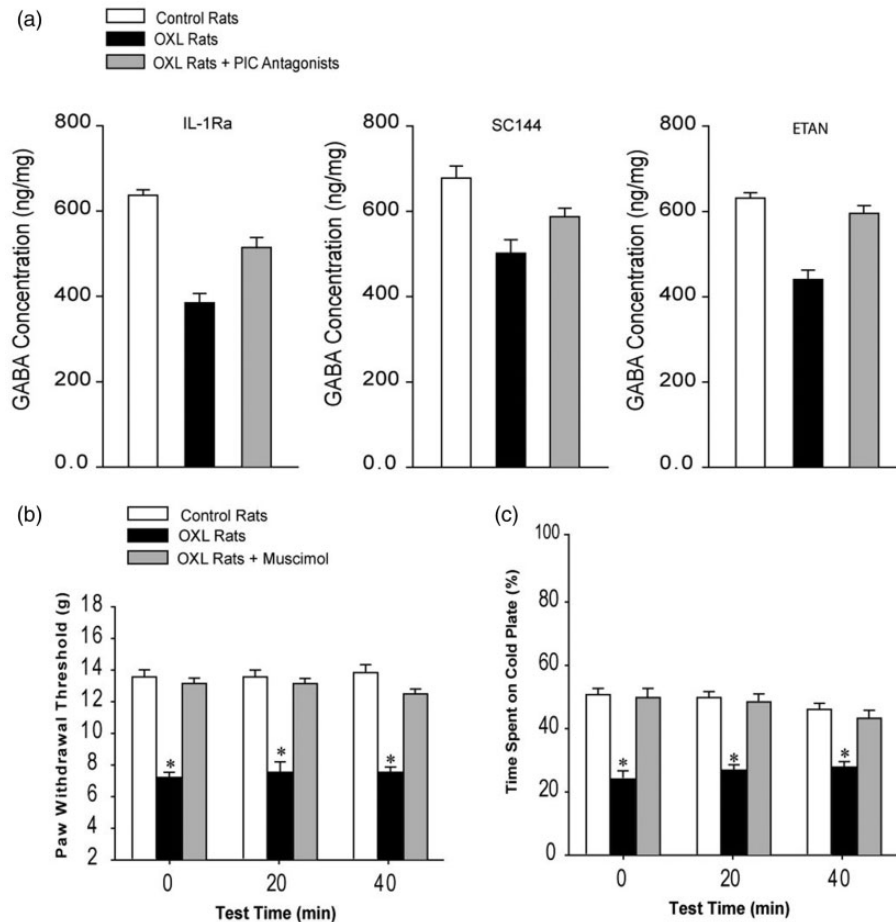 (a)
Control Rats
OXL Rats
OXL Rats + PIC Antagonists
IL-1Ra
GABA Concentration (ng/mg)
800
600
400
200
0.0
SC144
GABA Concentration (ng/mg)
800
600
400
200
0.0
ETAN
GABA Concentration (ng/mg)
800
600
400
200
0.0
(b)
Control Rats
OXL Rats
OXL Rats + Muscimol
Paw Withdrawal Threshold (g)
18
16
14
12
10
8
6
4
2
* * *
0 20 40
Test Time (min)
(c)
Time Spent on Cold Plate (%)
100
80
60
40
20
0
* * *
0 20 40
Test Time (min)